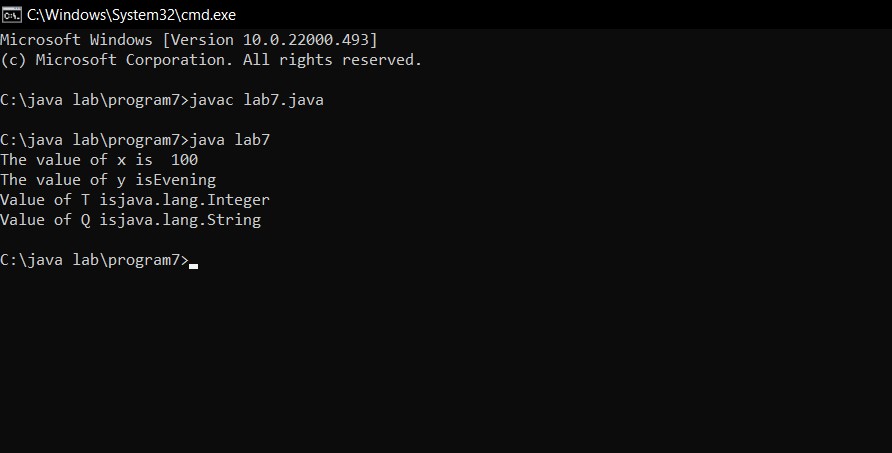 C:\Windows\System32\cmd.exe
Microsoft Windows [Version 10.0.22000.493]
(c) Microsoft Corporation. All rights reserved.
C:\java lab\program7>javac lab7.java
C:\java lab\program7>java lab7
The value of x is  100
The value of y isEvening
Value of T isjava.lang.Integer
Value of Q isjava.lang.String
C:\java lab\program7>